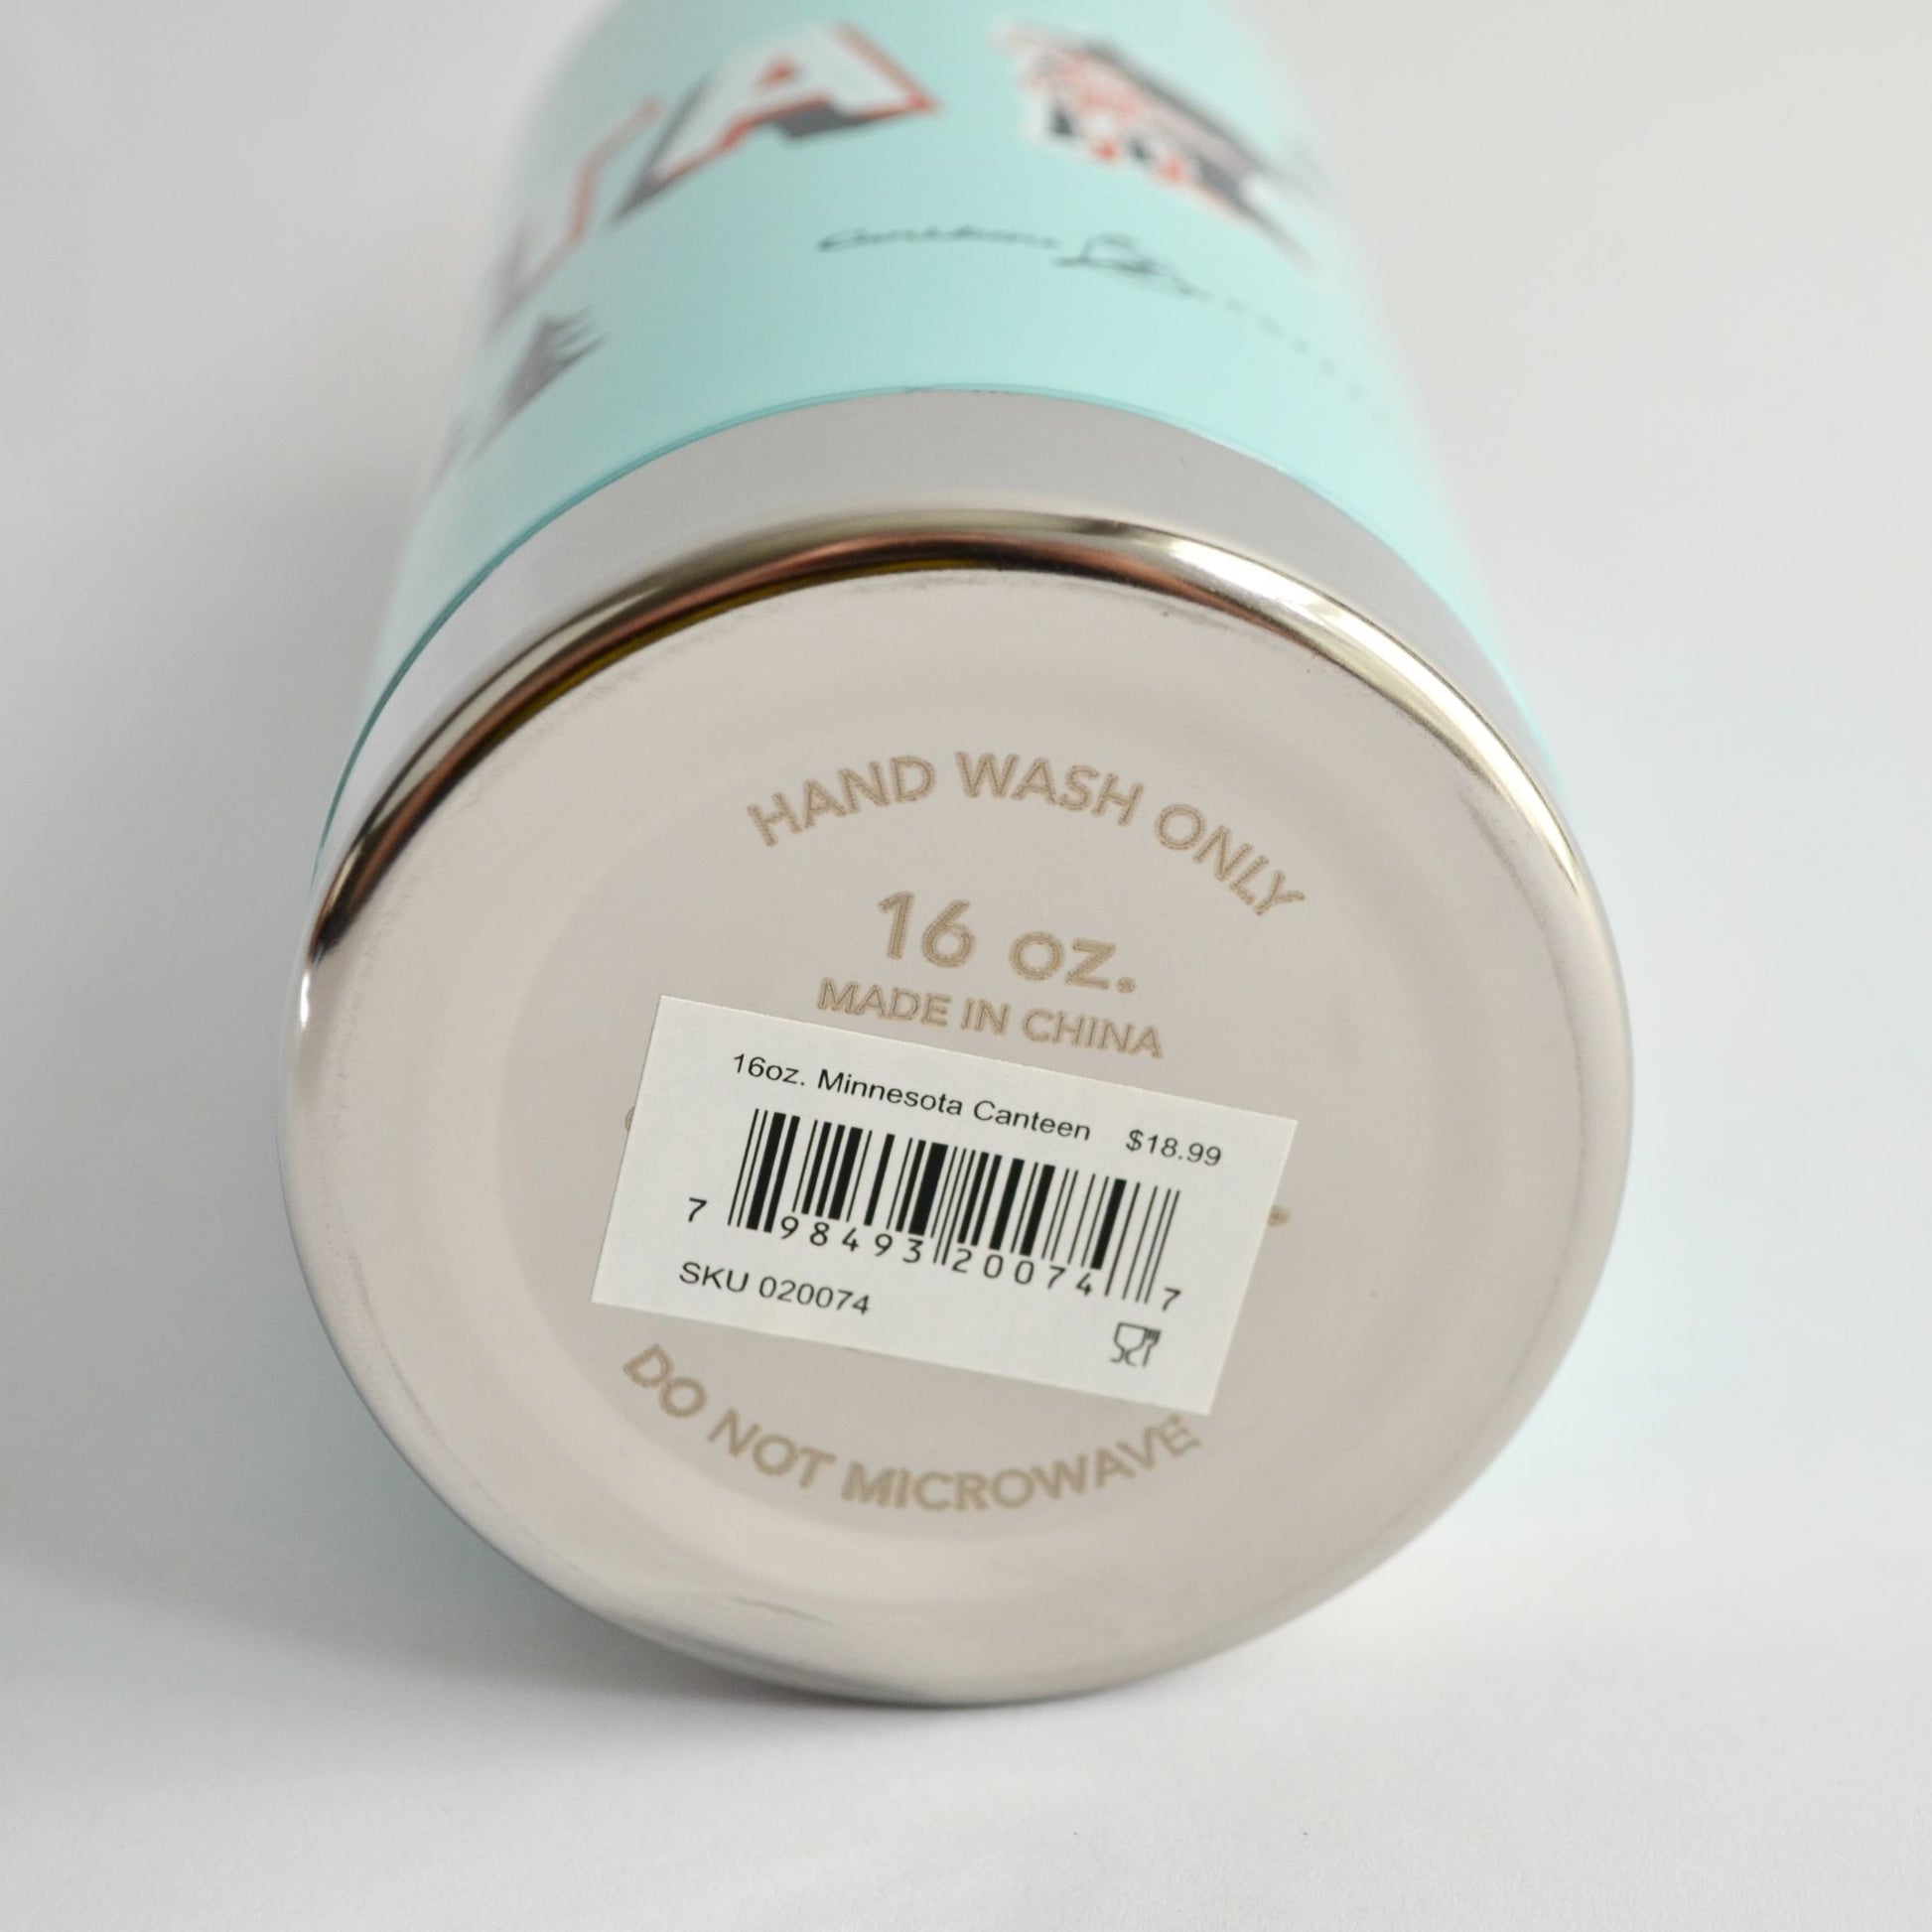 A
HAND WASH ONLY
16 oz.
MADE IN CHINA
16oz. Minnesota Canteen $18.99
7 98493 20074 7
SKU 020074
DO NOT MICROWAVE